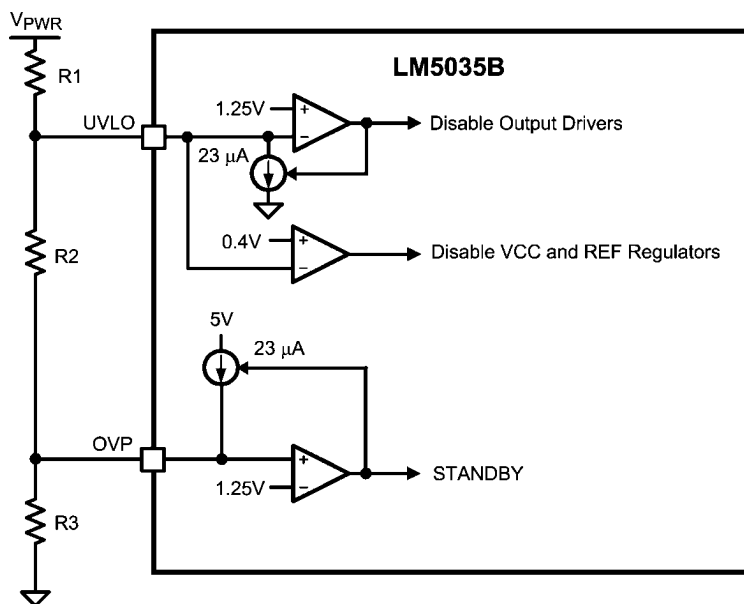 VPWR
R1
LM5035B
1.25V
+
−
UVLO
Disable Output Drivers
23 μA
R2
0.4V
+
−
Disable VCC and REF Regulators
5V
23 μA
OVP
+
−
1.25V
STANDBY
R3